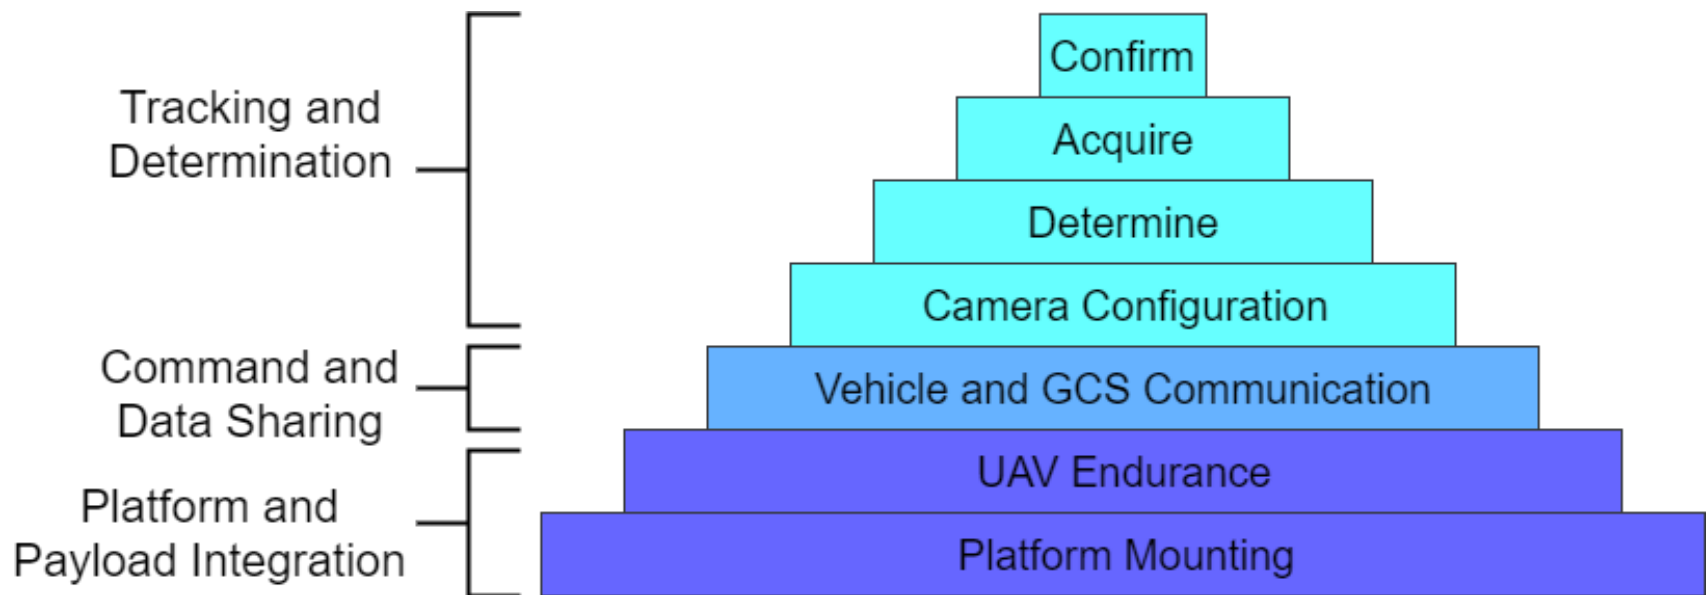 Tracking and
Determination
Command and
Data Sharing
Platform and
Payload Integration
Confirm
Acquire
Determine
Camera Configuration
Vehicle and GCS Communication
UAV Endurance
Platform Mounting